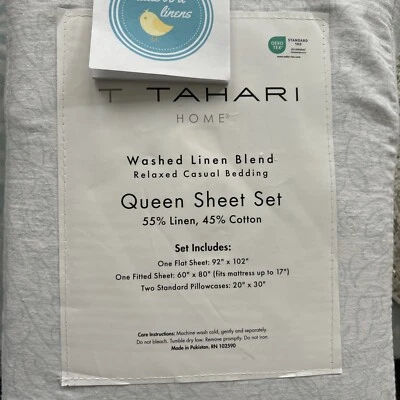 linens
OEKO
TEX®
STANDARD
100
T TAHARI
HOME®
Washed Linen Blend
Relaxed Casual Bedding
Queen Sheet Set
55% Linen, 45% Cotton
Set Includes:
One Flat Sheet: 92" x 102"
One Fitted Sheet: 60" x 80" (fits mattress up to 17")
Two Standard Pillowcases: 20" x 30"
Care Instructions: Machine wash cold, gently and separately.
Do not bleach. Tumble dry low. Remove promptly. Do not iron.
Made in Pakistan. RN 102590